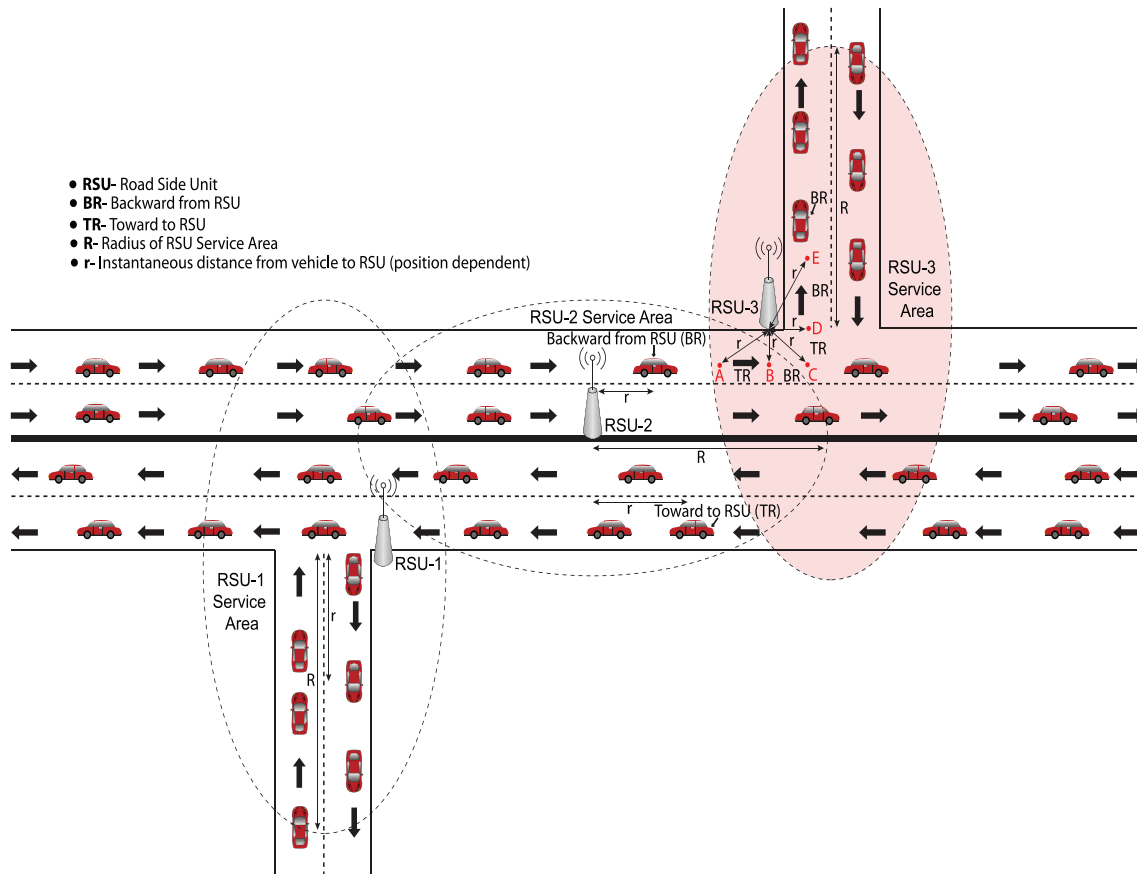 ● RSU- Road Side Unit
● BR- Backward from RSU
● TR- Toward to RSU
● R- Radius of RSU Service Area
● r- Instantaneous distance from vehicle to RSU (position dependent)
BR
R
E
r
BR
RSU-3
Service
Area
RSU-3
RSU-2 Service Area
Backward from RSU (BR)
r
D
r
r
r
TR
A
TR
B
BR
C
r
RSU-2
R
r
Toward to RSU (TR)
RSU-1
RSU-1
Service
Area
r
R